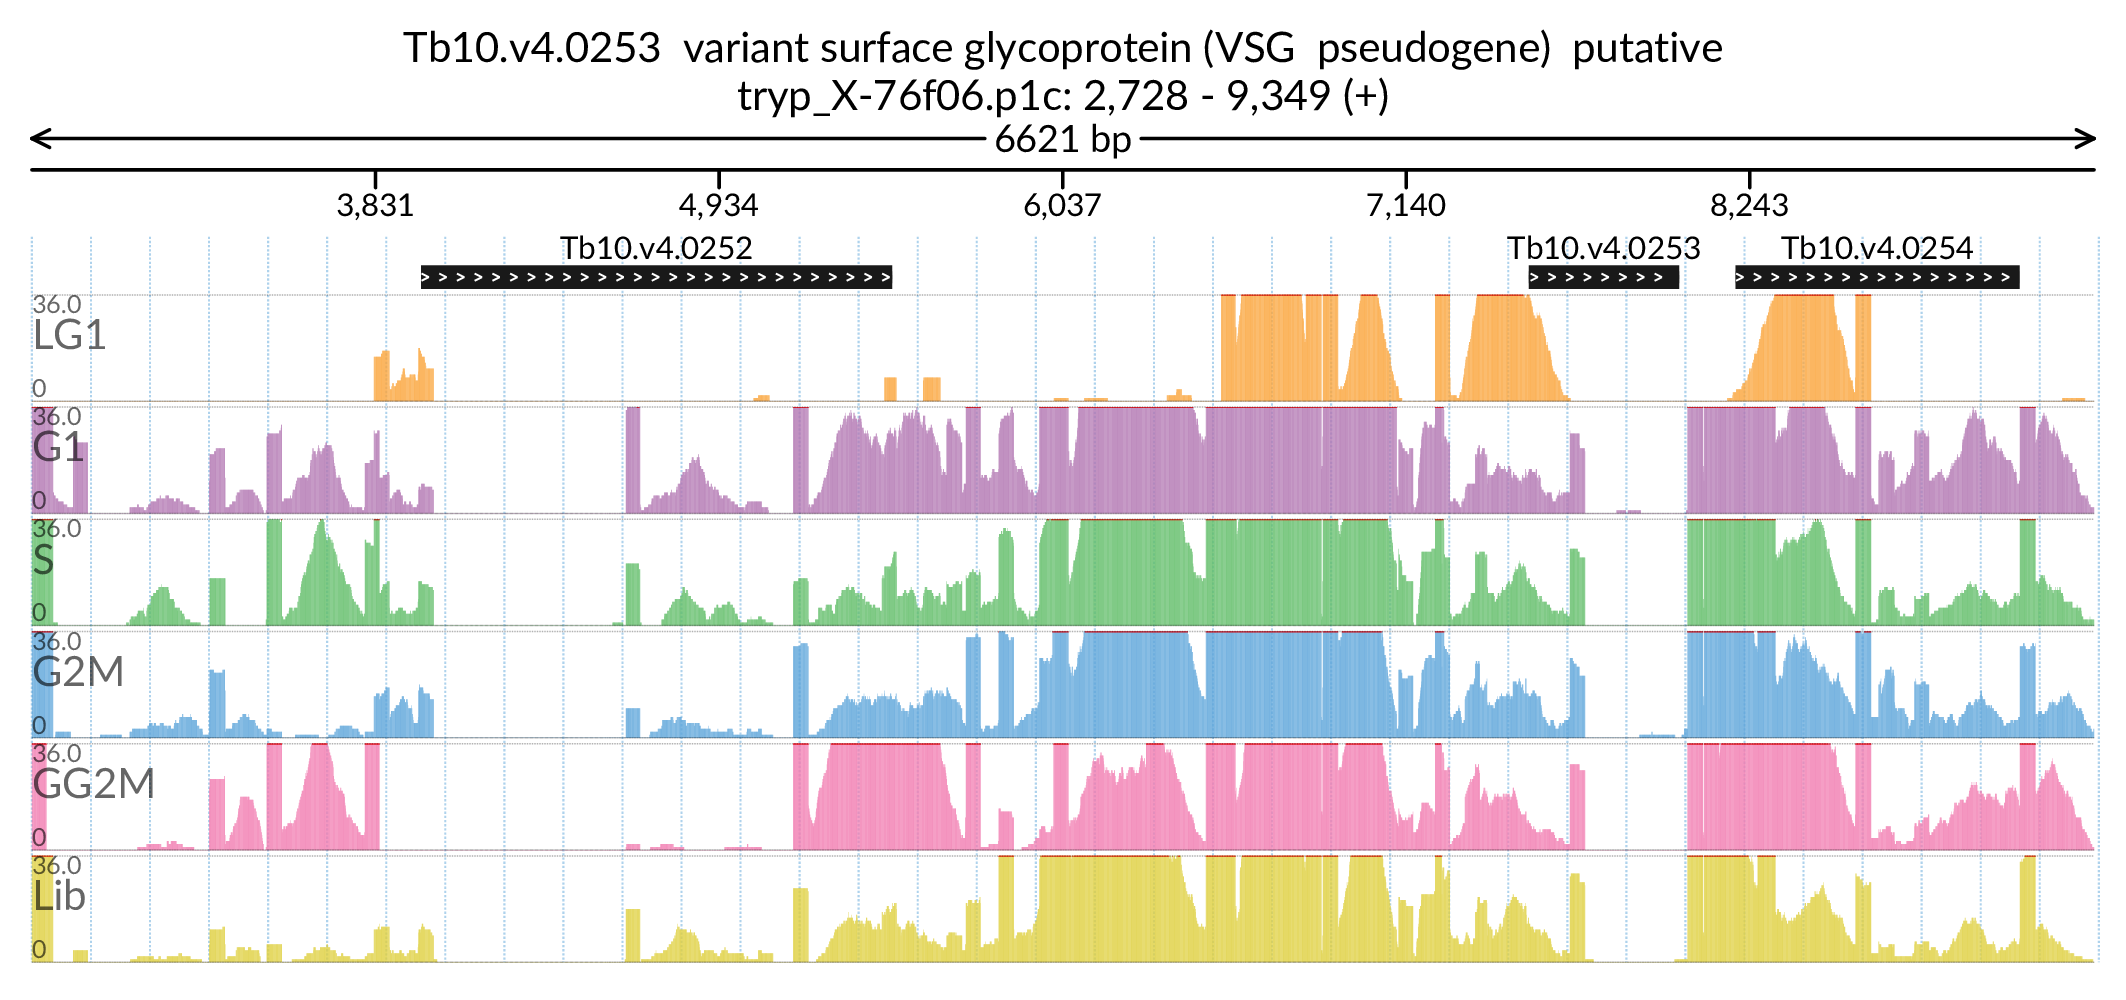 Tb10.v4.0253 variant surface glycoprotein (VSG pseudogene) putative
tryp_X-76f06.p1c: 2,728 - 9,349 (+)
6621 bp
3,831 4,934 6,037 7,140 8,243
Tb10.v4.0252 Tb10.v4.0253 Tb10.v4.0254
36.0
LG1
0
36.0
G1
0
36.0
S
0
36.0
G2M
0
36.0
GG2M
0
36.0
Lib
0